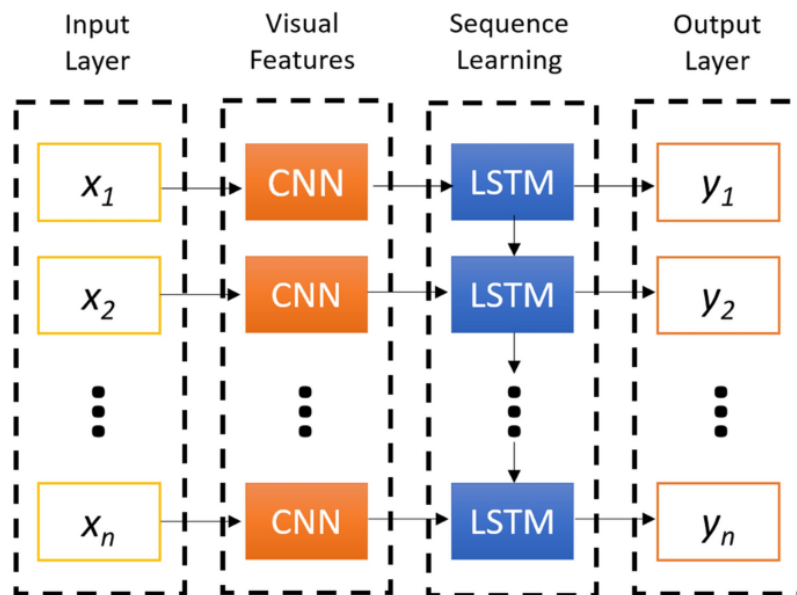 Input Layer
Visual Features
Sequence Learning
Output Layer
x1 CNN LSTM y1
x2 CNN LSTM y2
xn CNN LSTM yn